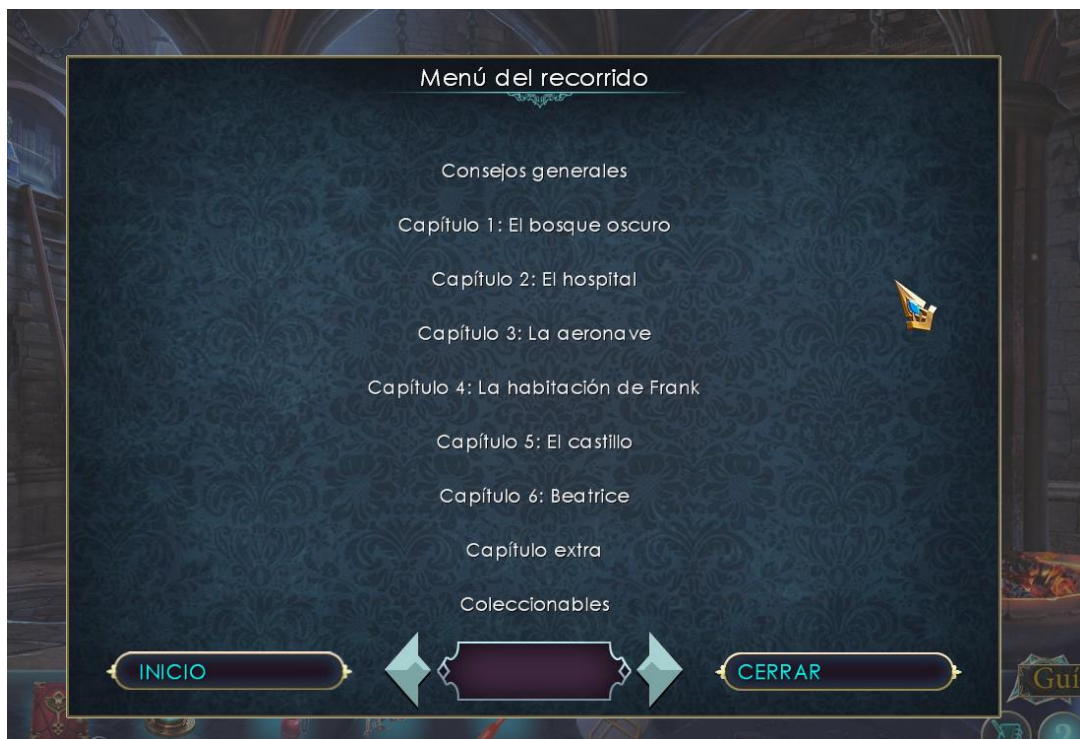 Menú del recorrido
Consejos generales
Capítulo 1: El bosque oscuro
Capítulo 2: El hospital
Capítulo 3: La aeronave
Capítulo 4: La habitación de Frank
Capítulo 5: El castillo
Capítulo 6: Beatrice
Capítulo extra
Coleccionables
INICIO
CERRAR